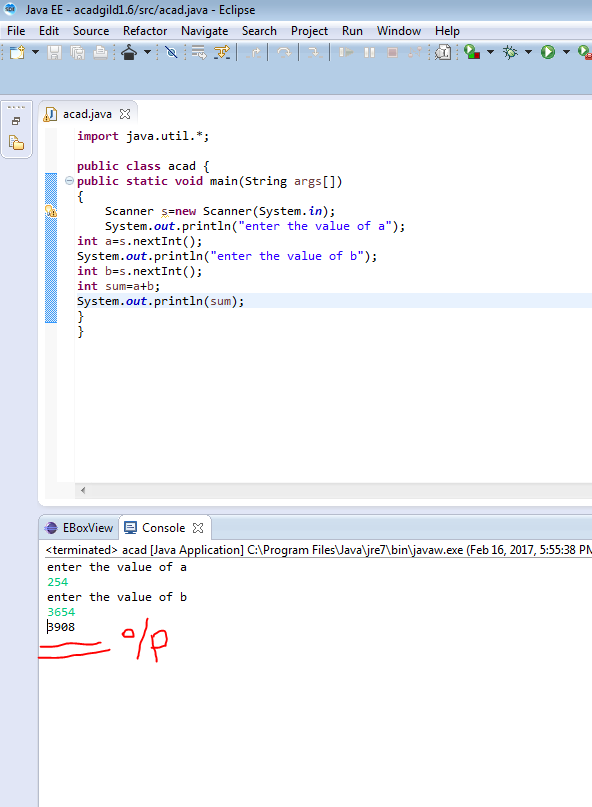 Java EE - acadgild1.6/src/acad.java - Eclipse
File Edit Source Refactor Navigate Search Project Run Window Help
acad.java
import java.util.*;
public class acad {
public static void main(String args[])
{
Scanner s=new Scanner(System.in);
System.out.println("enter the value of a");
int a=s.nextInt();
System.out.println("enter the value of b");
int b=s.nextInt();
int sum=a+b;
System.out.println(sum);
}
}
EBoxView Console
<terminated> acad [Java Application] C:\Program Files\Java\jre7\bin\javaw.exe (Feb 16, 2017, 5:55:38 PM
enter the value of a
254
enter the value of b
3654
3908
o/p